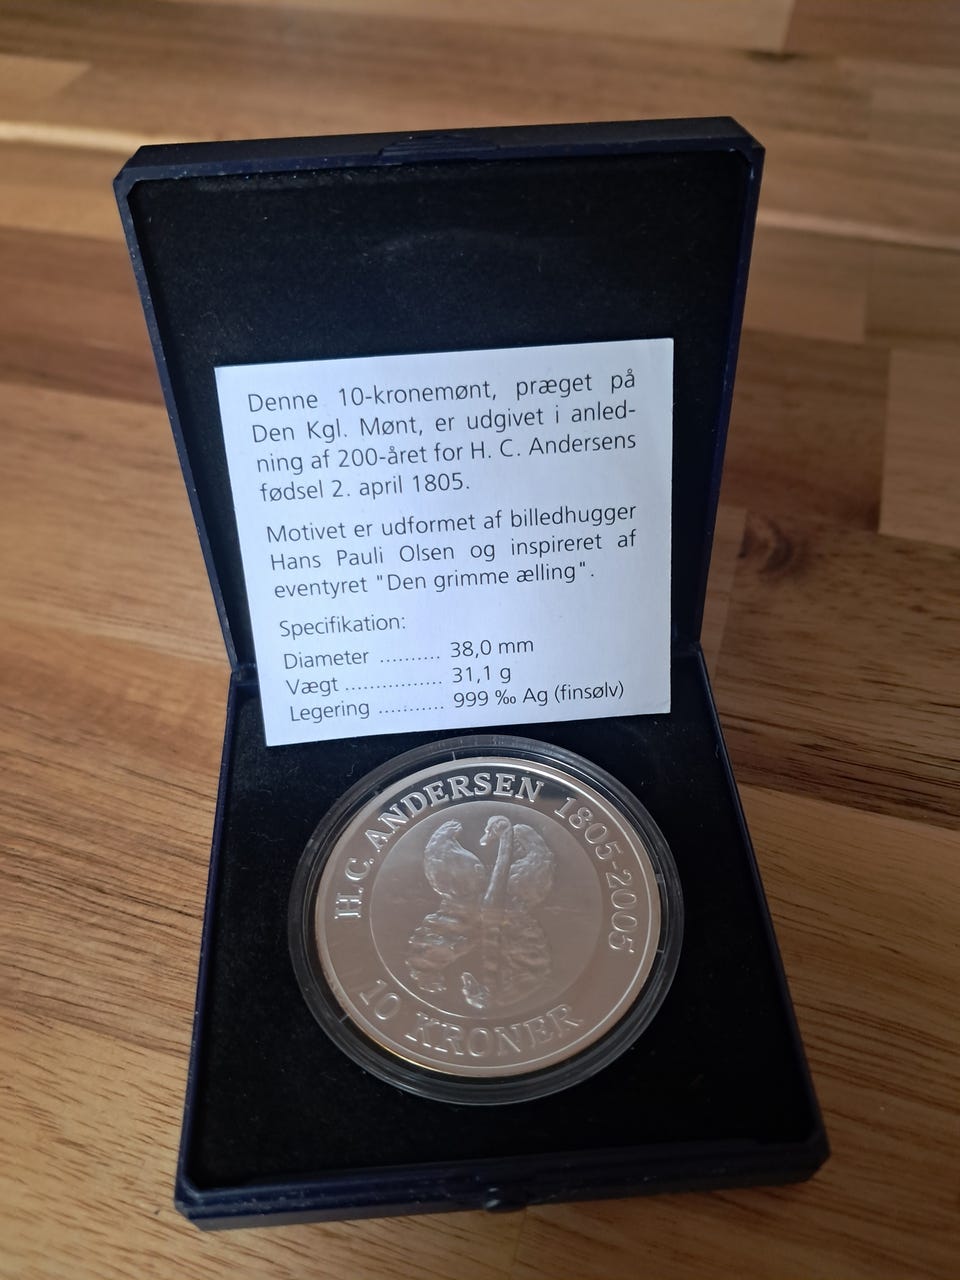 Denne 10-kronemønt, præget på
Den Kgl. Mønt, er udgivet i anled-
ning af 200-året for H. C. Andersens
fødsel 2. april 1805.
Motivet er udformet af billedhugger
Hans Pauli Olsen og inspireret af
eventyret "Den grimme ælling".
Specifikation:
Diameter .......... 38,0 mm
Vægt ................ 31,1 g
Legering ........... 999 ‰ Ag (finsølv)
H. C. ANDERSEN 1805-2005
10 KRONER